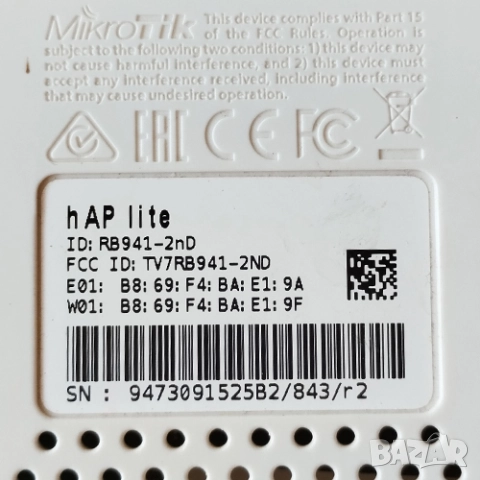 MikroTik
This device complies with Part 15
of the FCC Rules. Operation is
subject to the following two conditions: 1) this device may
not cause harmful interference, and 2) this device must
accept any interference received, including interference
that may cause undesired operation.
EAC CE FC
hAP lite
ID: RB941-2nD
FCC ID: TV7RB941-2ND
E01: B8:69:F4:BA:E1:9A
W01: B8:69:F4:BA:E1:9F
SN : 9473091525B2/843/r2
BAZAR